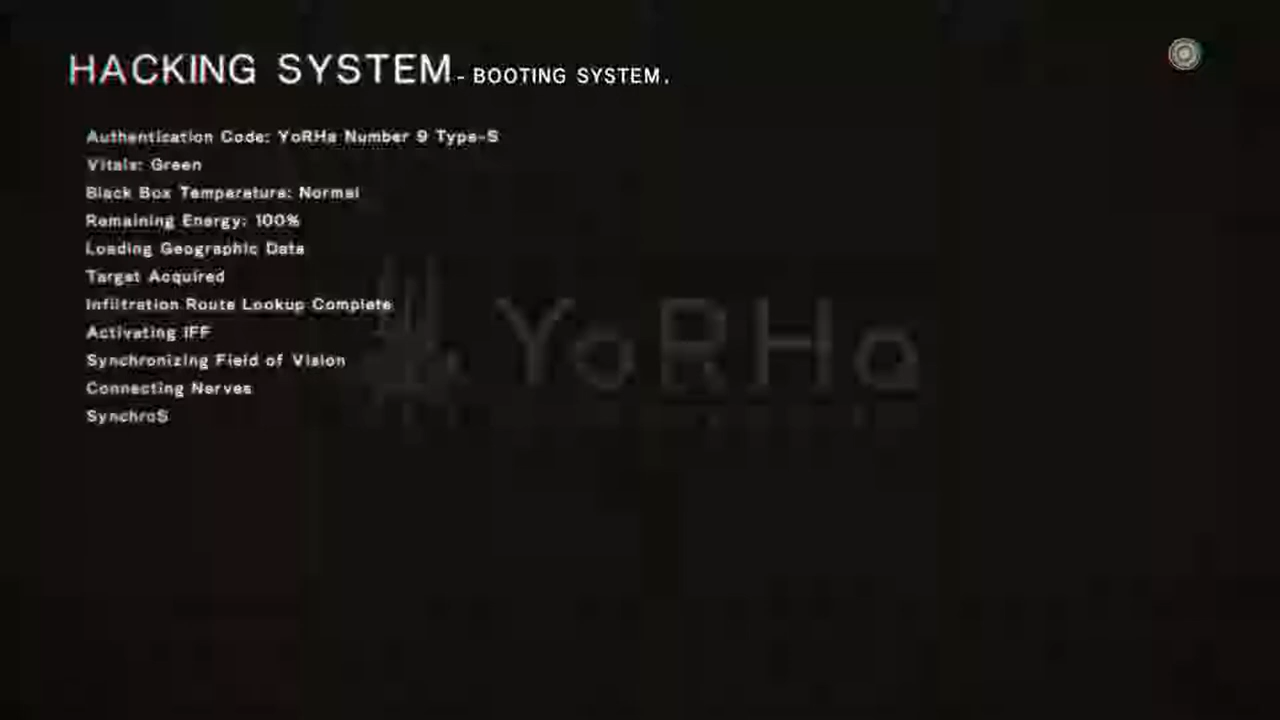 HACKING SYSTEM - BOOTING SYSTEM.
Authentication Code: YoRHa Number 9 Type-S
Vitals: Green
Black Box Temperature: Normal
Remaining Energy: 100%
Loading Geographic Data
Target Acquired
Infiltration Route Lookup Complete
Activating IFF
Synchronizing Field of Vision
Connecting Nerves
SynchroS
YoRHa